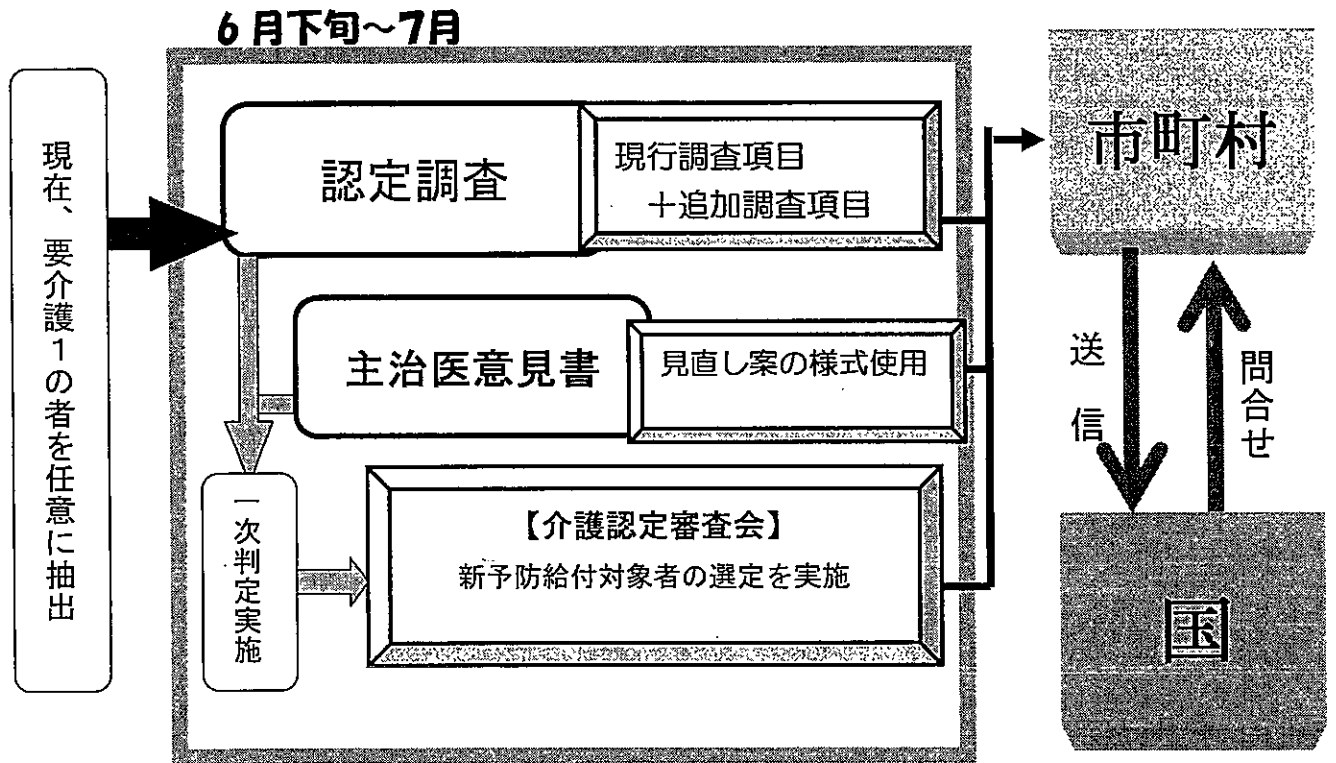 6月下旬～7月
現在、要介護1の者を任意に抽出
認定調査
現行調査項目
＋追加調査項目
主治医意見書
見直し案の様式使用
一次判定実施
【介護認定審査会】
新予防給付対象者の選定を実施
市町村
送信
問合せ
国